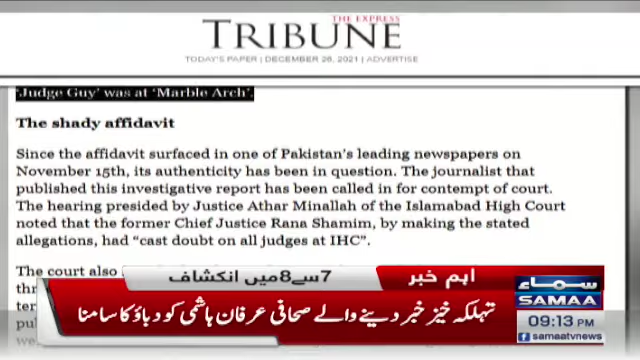 THE EXPRESS
TRIBUNE
TODAY'S PAPER | DECEMBER 26, 2021 | ADVERTISE
'Judge Guy' was at 'Marble Arch'.
The shady affidavit
Since the affidavit surfaced in one of Pakistan's leading newspapers on
November 15th, its authenticity has been in question. The journalist that
published this investigative report has been called in for contempt of court.
The hearing presided by Justice Athar Minallah of the Islamabad High Court
noted that the former Chief Justice Rana Shamim, by making the stated
allegations, had "cast doubt on all judges at IHC".
The court also
اہم خبر
7سے8میں انکشاف
تہلکہ خیز خبر دینے والے صحافی عرفان ہاشمی کو دباؤ کا سامنا
سماء
SAMAA
09:13 PM
f samaatvnews